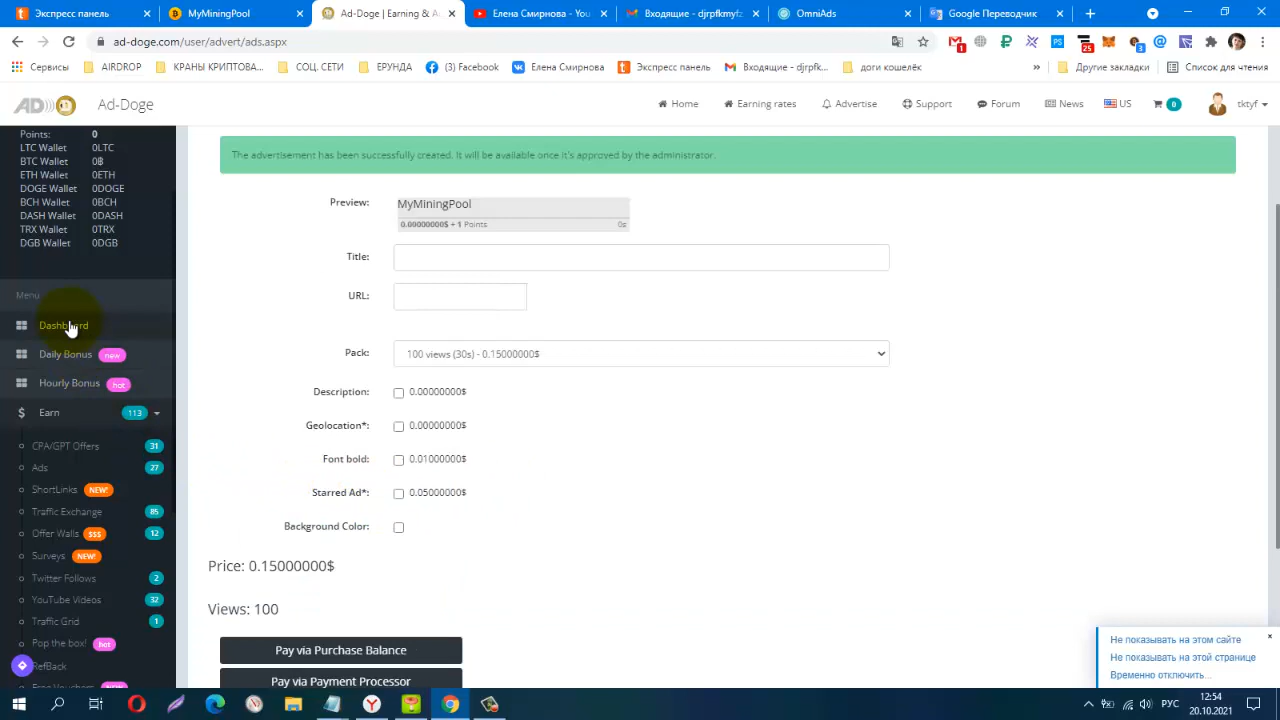 Экспресс памят
MyMiningPool
Ad-Doge | Earning & Ad
Елена Смирнова - You
Входящие - djrpfkmytfz
OmniAds
Google Переводчик
ad-doge.com/user/advert/ads.aspx
1
25
3
Сервисы
AIRDROP
КРАНЫ КРИПТОВА...
СОЦ. СЕТИ
ЕРУНДА
(3) Facebook
Елена Смирнова
Экспресс панель
Входящие - djrpfk...
доги кошелёк
»
Другие закладки
Список для чтения
AD
Ad-Doge
Home
Earning rates
Advertise
Support
Forum
News
US
0
tktyf
Points: 0
LTC Wallet 0LTC
BTC Wallet 0฿
ETH Wallet 0ETH
DOGE Wallet 0DOGE
BCH Wallet 0BCH
DASH Wallet 0DASH
TRX Wallet 0TRX
DGB Wallet 0DGB
Menu
Dashboard
Daily Bonus new
Hourly Bonus hot
Earn 113
CPA/GPT Offers 31
Ads 27
ShortLinks NEW!
Traffic Exchange 85
Offer Walls $$$ 12
Surveys NEW!
Twitter Follows 2
YouTube Videos 32
Traffic Grid 1
Pop the box! hot
RefBack
Free Vouchers
The advertisement has been successfully created. It will be available once it's approved by the administrator.
Preview:
MyMiningPool
0.00000000$ + 1 Points 0s
Title:
URL:
Pack: 100 views (30s) - 0.15000000$
Description: 0.00000000$
Geolocation*: 0.00000000$
Font bold: 0.01000000$
Starred Ad*: 0.05000000$
Background Color:
Price: 0.15000000$
Views: 100
Pay via Purchase Balance
Pay via Payment Processor
Не показывать на этом сайте
Не показывать на этой странице
Временно отключить...
РУС
12:54
20.10.2021